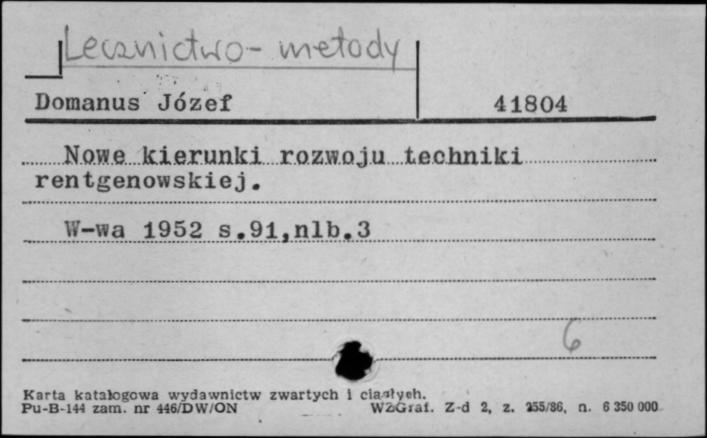 Lecznictwo - metody
Domanus Józef 41804
Nowe kierunki rozwoju techniki
rentgenowskiej.
W-wa 1952 s.91,nlb.3
6
Karta katalogowa wydawnictw zwartych i ciągłych.
Pu-B-144 zam. nr 446/DW/ON WZGraf. Z-d 2, z. 255/86, n. 6 350 000